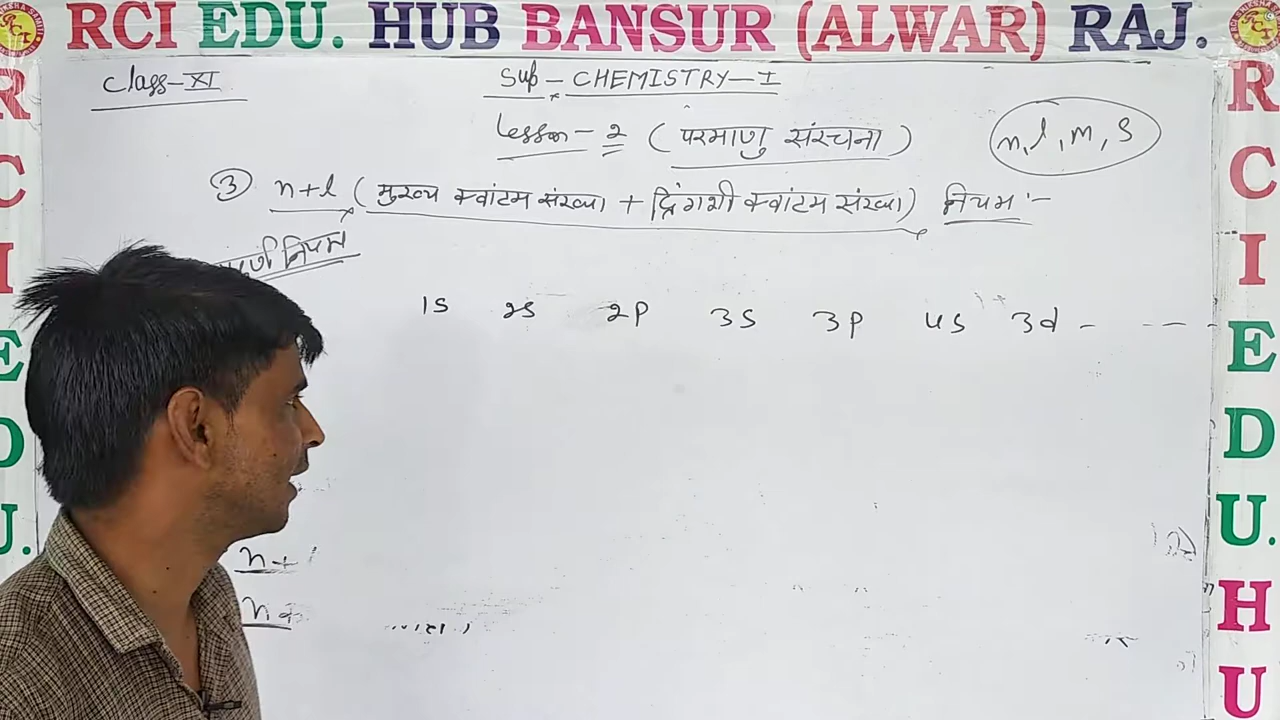 RCI EDU. HUB BANSUR (ALWAR) RAJ.
Class-XI
Sub - CHEMISTRY-I
Lesson - 2 ( परमाणु संरचना )
n, l, m, s
③ n+l ( मुख्य क्वांटम संख्या + द्विगंशी क्वांटम संख्या ) नियम :-
नियम
1s 2s 2p 3s 3p 4s 3d - - - -
n +
n
R C I E D U.
R C I E D U. H U